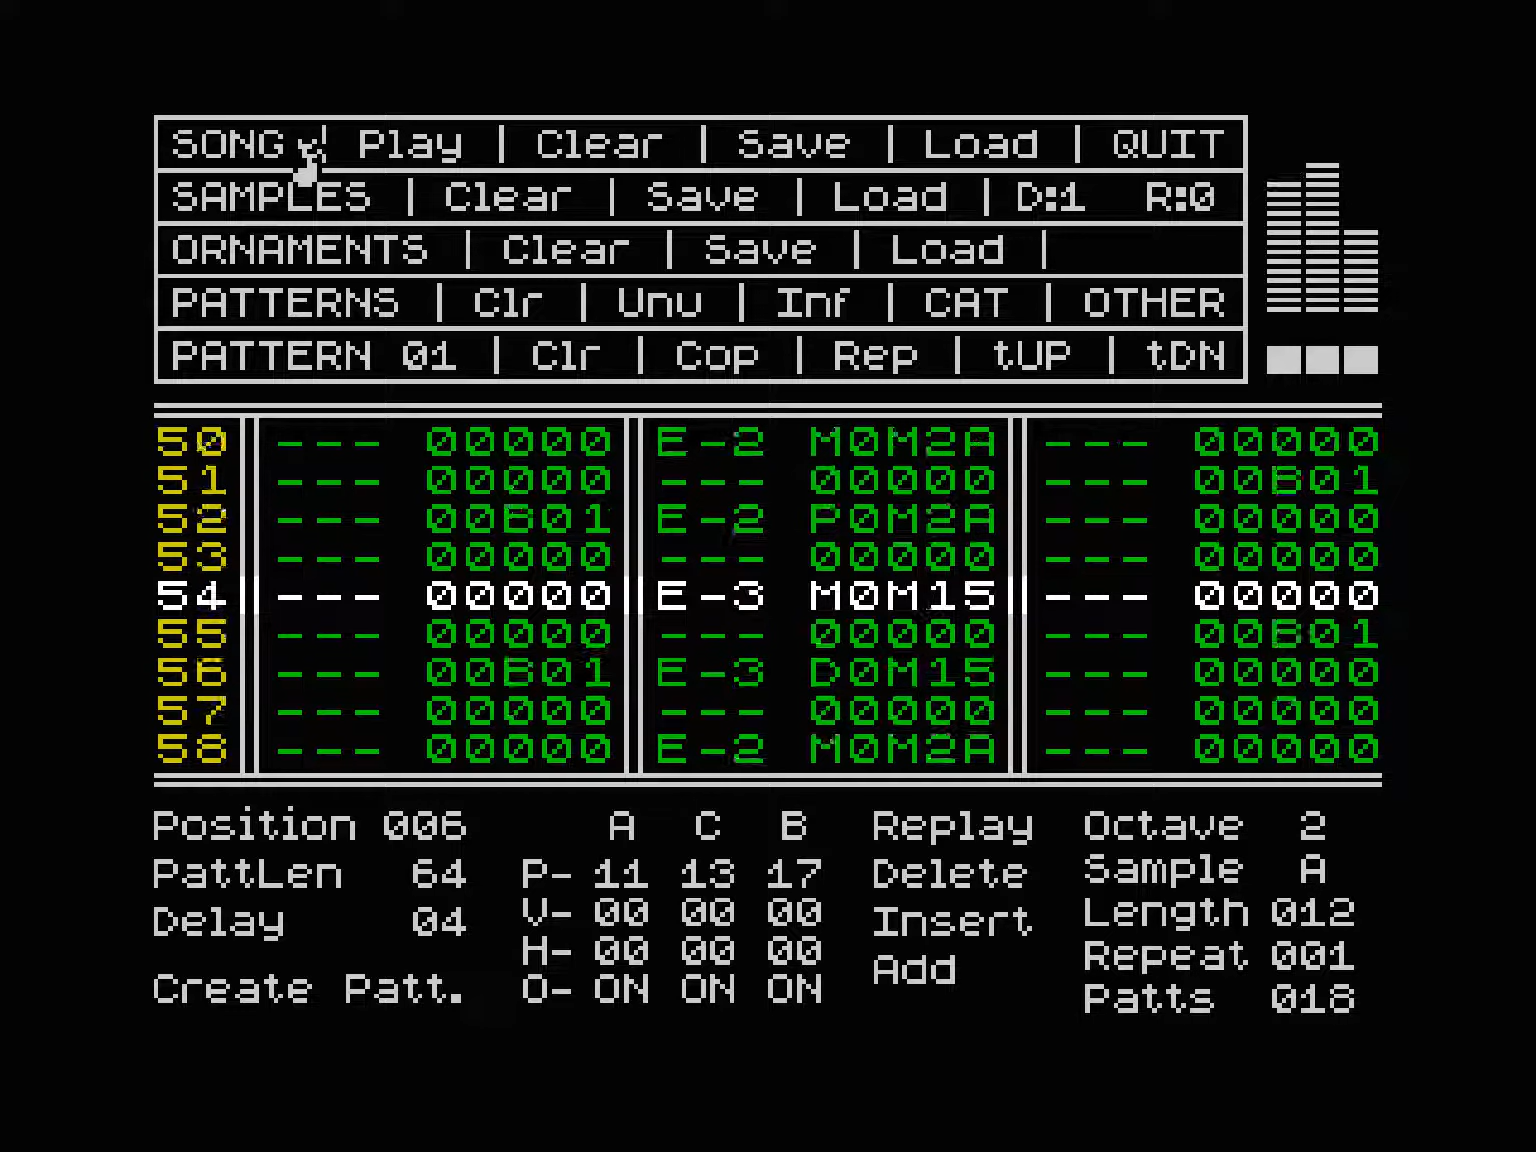 SONG | Play | Clear | Save | Load | QUIT
SAMPLES | Clear | Save | Load | D:1 R:0
ORNAMENTS | Clear | Save | Load |
PATTERNS | Clr | Unu | Inf | CAT | OTHER
PATTERN 01 | Clr | Cop | Rep | tUP | tDN
50 --- 00000 E-2 M0M2A --- 00000
51 --- 00000 --- 00000 --- 00B01
52 --- 00B01 E-2 P0M2A --- 00000
53 --- 00000 --- 00000 --- 00000
54 --- 00000 E-3 M0M15 --- 00000
55 --- 00000 --- 00000 --- 00B01
56 --- 00B01 E-3 D0M15 --- 00000
57 --- 00000 --- 00000 --- 00000
58 --- 00000 E-2 M0M2A --- 00000
Position 006 A C B Replay Octave 2
PattLen 64 P- 11 13 17 Delete Sample A
Delay 04 V- 00 00 00 Insert Length 012
H- 00 00 00 Add Repeat 001
Create Patt. O- ON ON ON Patts 018